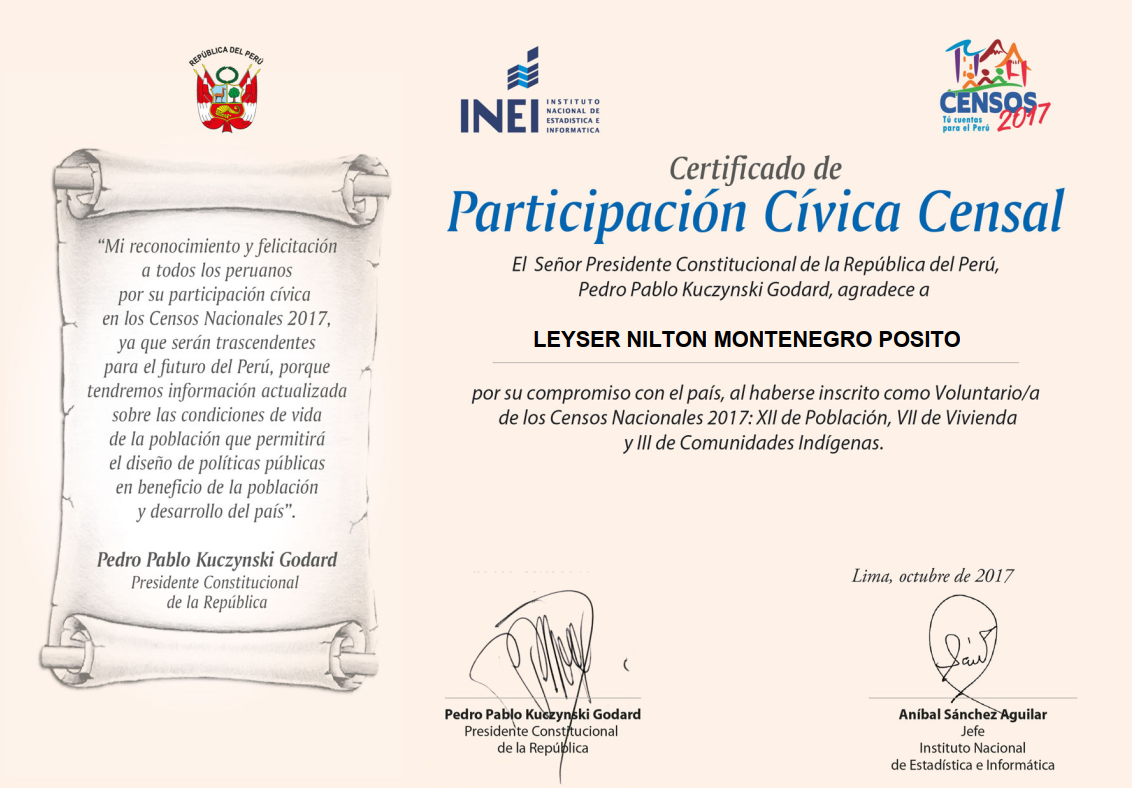 REPÚBLICA DEL PERÚ
INEI
INSTITUTO
NACIONAL DE
ESTADISTICA E
INFORMATICA
CENSOS
2017
Tú cuentas
para el Perú
Certificado de
Participación Cívica Censal
El Señor Presidente Constitucional de la República del Perú,
Pedro Pablo Kuczynski Godard, agradece a
LEYSER NILTON MONTENEGRO POSITO
por su compromiso con el país, al haberse inscrito como Voluntario/a
de los Censos Nacionales 2017: XII de Población, VII de Vivienda
y III de Comunidades Indígenas.
“Mi reconocimiento y felicitación
a todos los peruanos
por su participación cívica
en los Censos Nacionales 2017,
ya que serán trascendentes
para el futuro del Perú, porque
tendremos información actualizada
sobre las condiciones de vida
de la población que permitirá
el diseño de políticas públicas
en beneficio de la población
y desarrollo del país”.
Pedro Pablo Kuczynski Godard
Presidente Constitucional
de la República
Lima, octubre de 2017
Pedro Pablo Kuczynski Godard
Presidente Constitucional
de la República
Aníbal Sánchez Aguilar
Jefe
Instituto Nacional
de Estadística e Informática